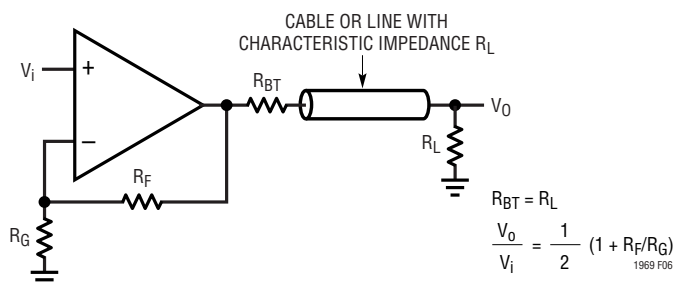 CABLE OR LINE WITH
CHARACTERISTIC IMPEDANCE RL
Vi
+
–
RBT
VO
RL
RF
RG
RBT = RL
Vo
Vi
= 1
2
(1 + RF/RG)
1969 F06